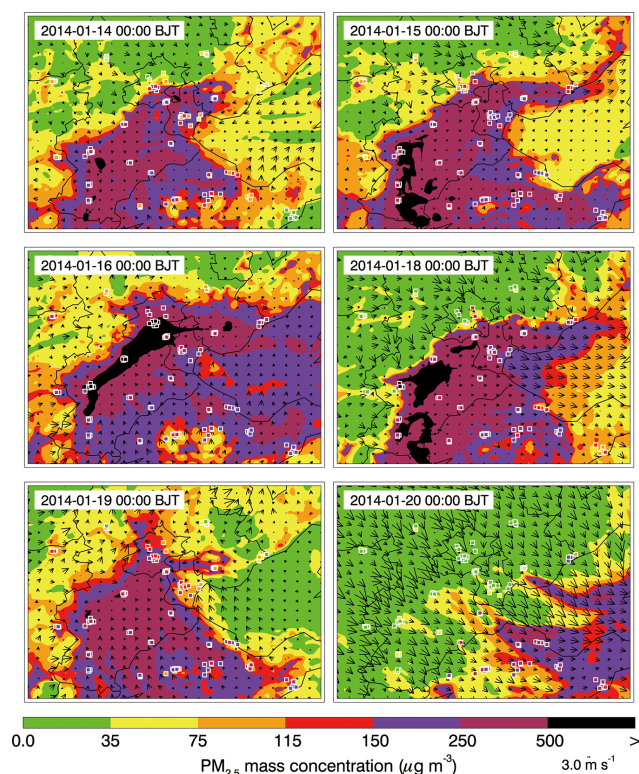 2014-01-14 00:00 BJT
2014-01-15 00:00 BJT
2014-01-16 00:00 BJT
2014-01-18 00:00 BJT
2014-01-19 00:00 BJT
2014-01-20 00:00 BJT
0.0 35 75 115 150 250 500 >
PM2.5 mass concentration (μg m-3)
3.0 m s-1